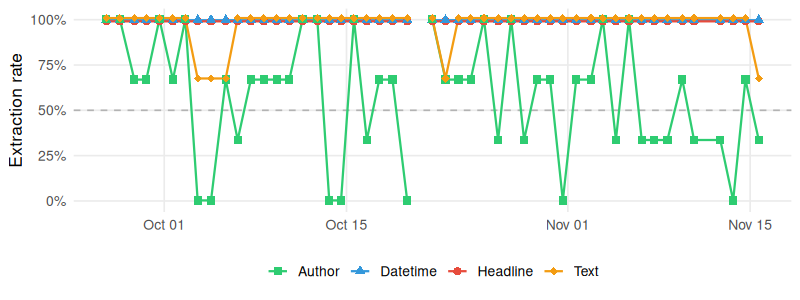 Extraction rate
100%
75%
50%
25%
0%
Oct 01
Oct 15
Nov 01
Nov 15
Author
Datetime
Headline
Text